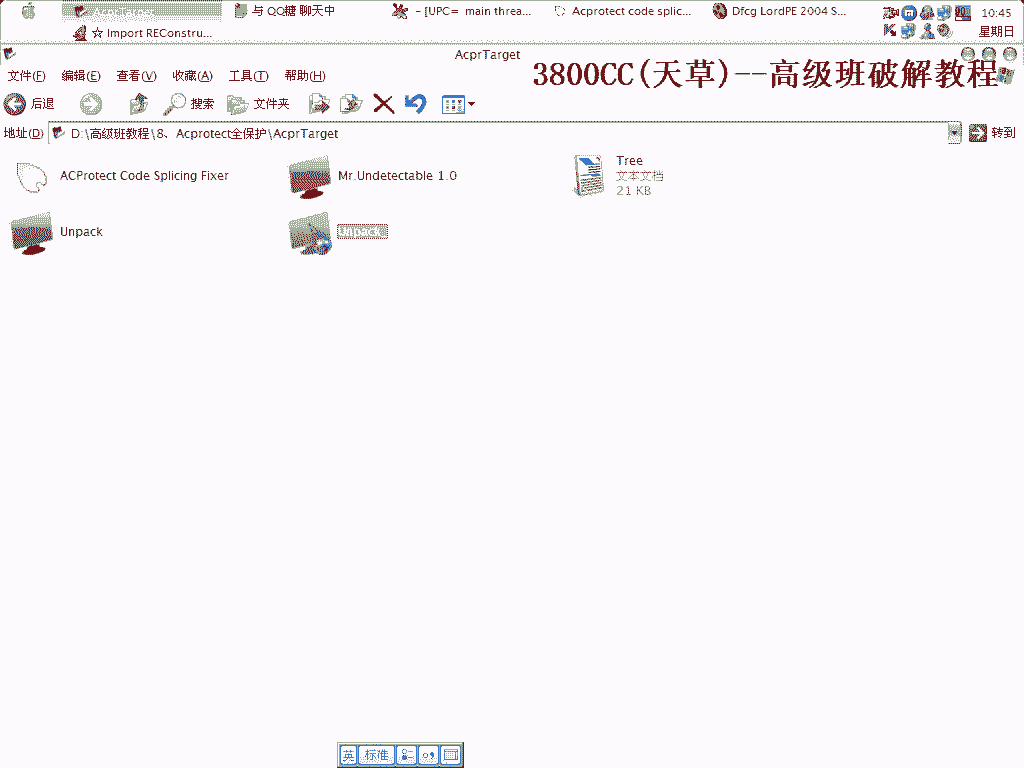 AcprTarget
与 QQ糖 聊天中
- [UPC= main threa...
Acprotect code splic...
Dfcg LordPE 2004 S...
10:45
☆ Import REConstru...
星期日
AcprTarget
文件(F) 编辑(E) 查看(V) 收藏(A) 工具(T) 帮助(H)
3800CC(天草)--高级班破解教程
后退 搜索 文件夹
地址(D) D:\高级班教程\8、Acprotect全保护\AcprTarget 转到
ACProtect Code Splicing Fixer
Mr.Undetectable 1.0
Tree
文本文档
21 KB
Unpack
英 标准